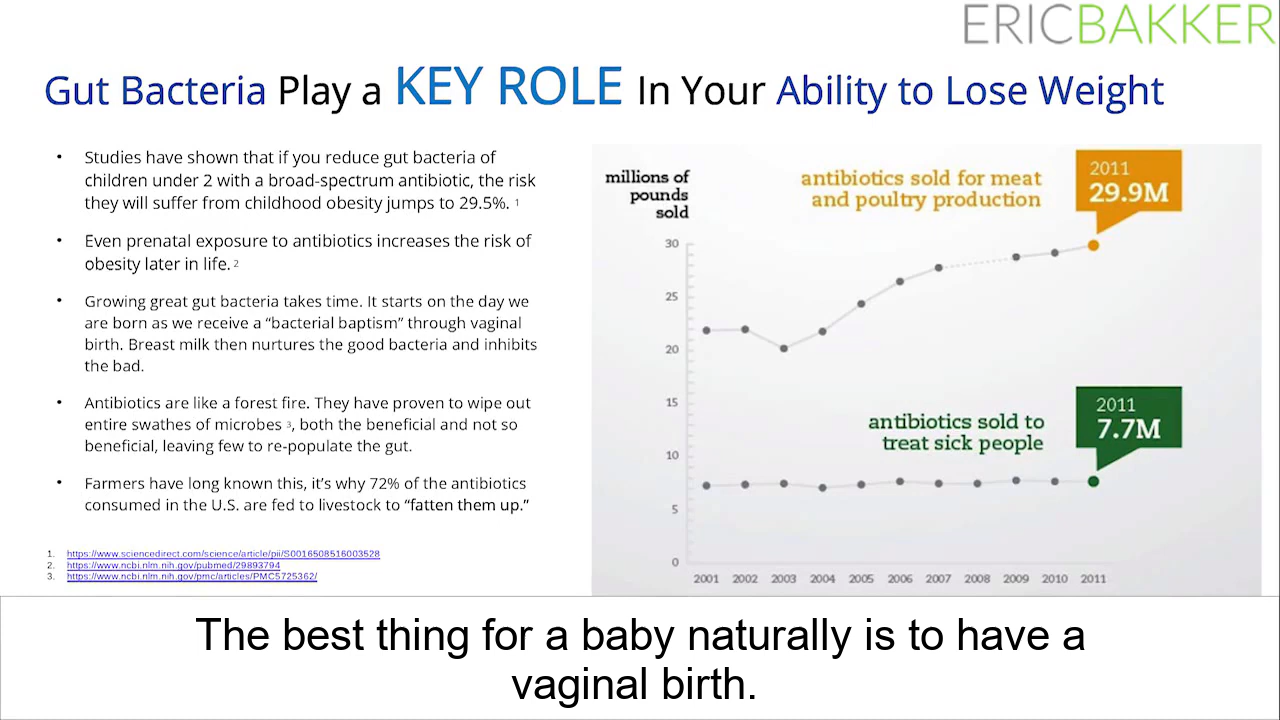 ERICBAKKER
Gut Bacteria Play a KEY ROLE In Your Ability to Lose Weight
• Studies have shown that if you reduce gut bacteria of
children under 2 with a broad-spectrum antibiotic, the risk
they will suffer from childhood obesity jumps to 29.5%. 1
• Even prenatal exposure to antibiotics increases the risk of
obesity later in life. 2
• Growing great gut bacteria takes time. It starts on the day we
are born as we receive a “bacterial baptism” through vaginal
birth. Breast milk then nurtures the good bacteria and inhibits
the bad.
• Antibiotics are like a forest fire. They have proven to wipe out
entire swathes of microbes 3, both the beneficial and not so
beneficial, leaving few to re-populate the gut.
• Farmers have long known this, it’s why 72% of the antibiotics
consumed in the U.S. are fed to livestock to “fatten them up.”
1. https://www.sciencedirect.com/science/article/pii/S0016508516003528
2. https://www.ncbi.nlm.nih.gov/pubmed/29893794
3. https://www.ncbi.nlm.nih.gov/pmc/articles/PMC5725362/
millions of
pounds
sold
antibiotics sold for meat
and poultry production
2011
29.9M
30
25
20
15
antibiotics sold to
treat sick people
2011
7.7M
10
5
0
2001 2002 2003 2004 2005 2006 2007 2008 2009 2010 2011
The best thing for a baby naturally is to have a
vaginal birth.